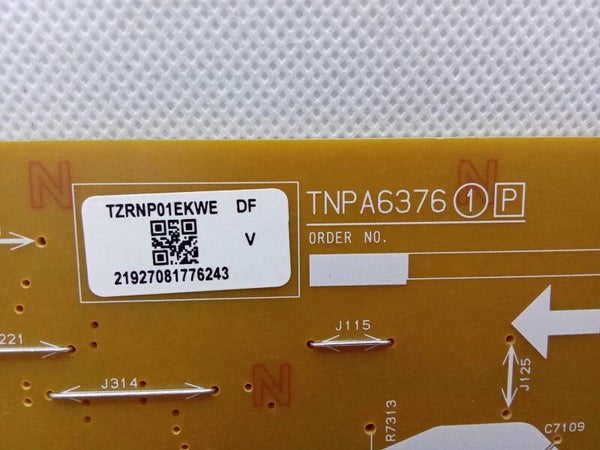 N
N
TZRNP01EKWE DF
V
21927081776243
TNPA6376 1 P
ORDER NO.
221
J115
J314
J125
N
R7313
C7109